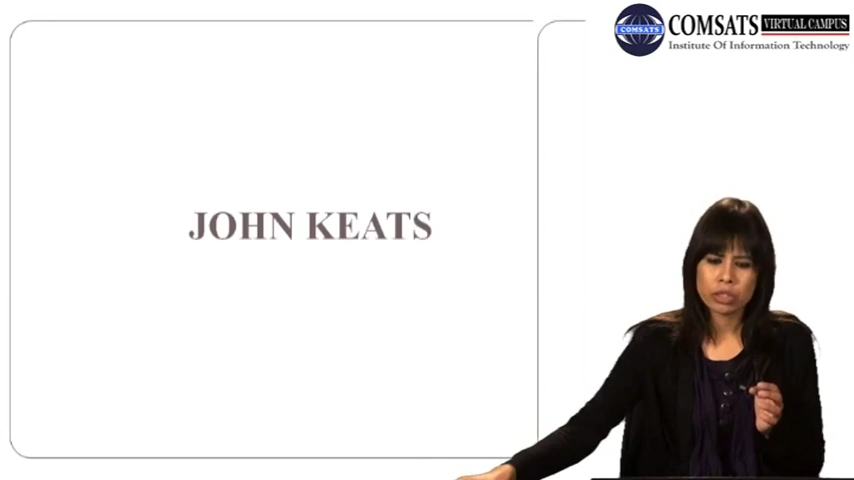 COMSATS VIRTUAL CAMPUS
Institute Of Information Technology
COMSATS
JOHN KEATS